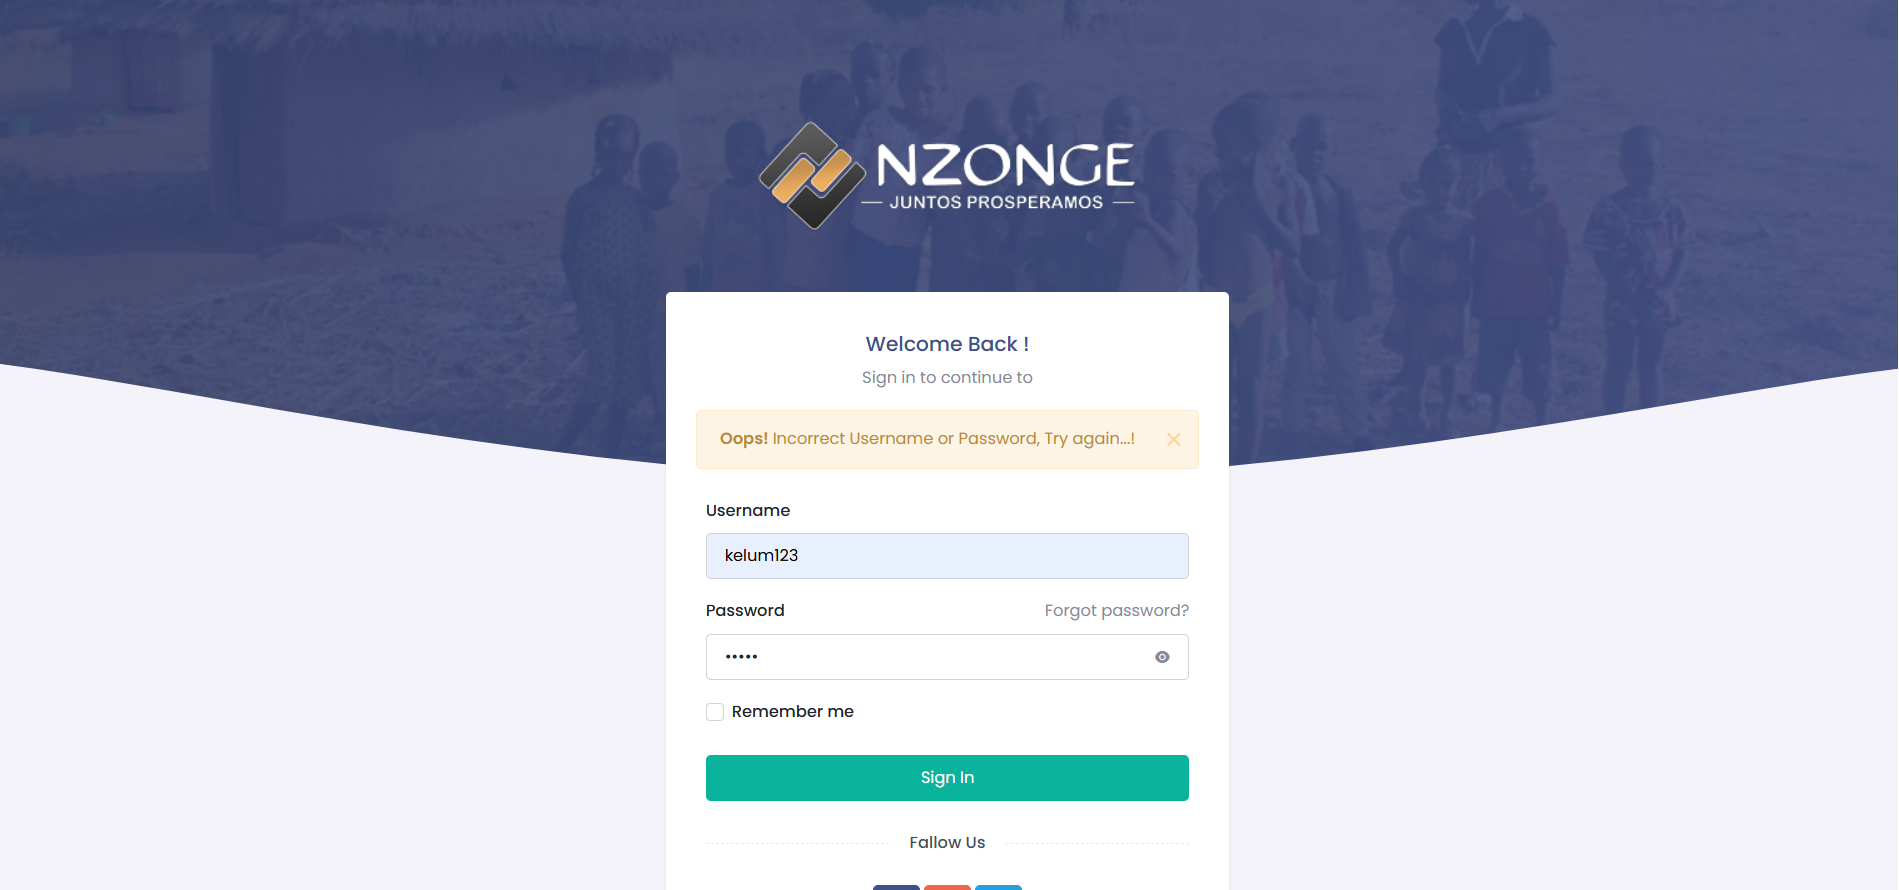 NZONGE
JUNTOS PROSPERAMOS
Welcome Back !
Sign in to continue to
Oops! Incorrect Username or Password, Try again...!
Username
kelum123
Password
Forgot password?
•••••
Remember me
Sign In
Fallow Us